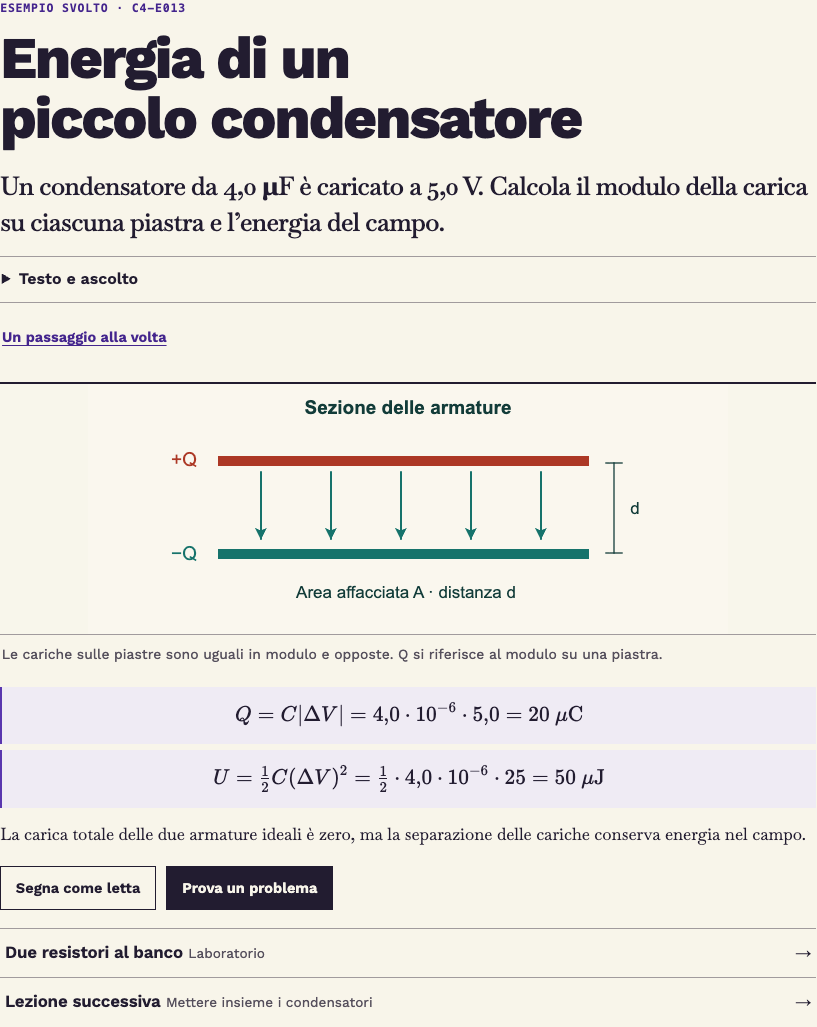 ESEMPIO SVOLTO · C4-E013
Energia di un
piccolo condensatore
Un condensatore da 4,0 μF è caricato a 5,0 V. Calcola il modulo della carica
su ciascuna piastra e l’energia del campo.
▶ Testo e ascolto
Un passaggio alla volta
Sezione delle armature
+Q
d
−Q
Area affacciata A · distanza d
Le cariche sulle piastre sono uguali in modulo e opposte. Q si riferisce al modulo su una piastra.
Q = C|ΔV| = 4,0 · 10⁻⁶ · 5,0 = 20 μC
U = ½C(ΔV)² = ½ · 4,0 · 10⁻⁶ · 25 = 50 μJ
La carica totale delle due armature ideali è zero, ma la separazione delle cariche conserva energia nel campo.
Segna come letta Prova un problema
Due resistori al banco Laboratorio →
Lezione successiva Mettere insieme i condensatori →